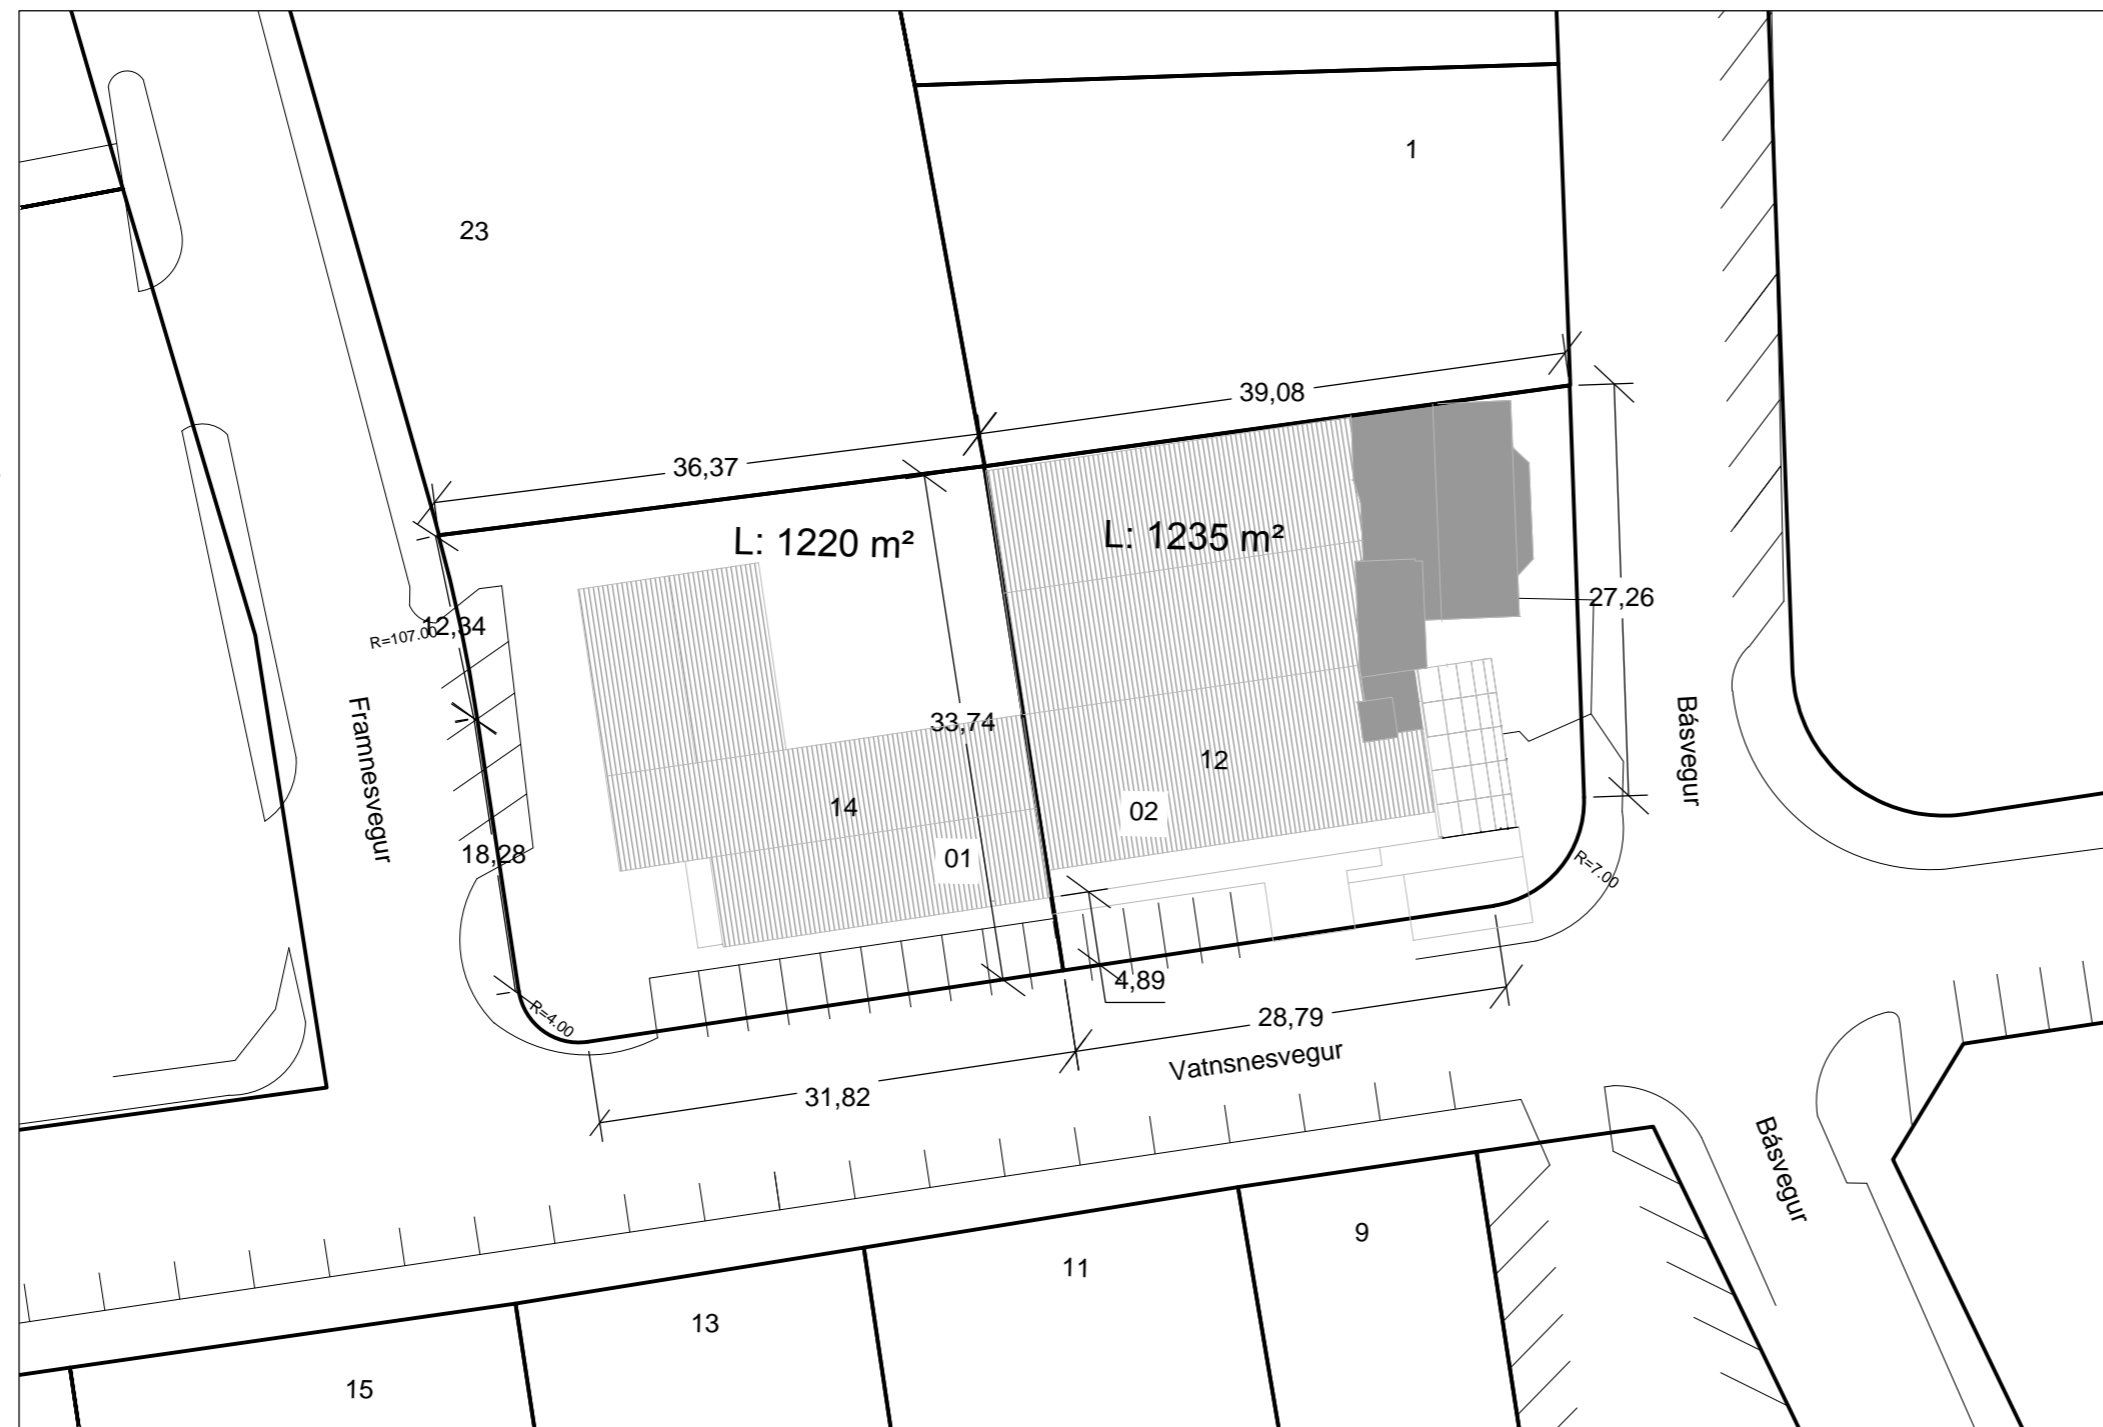 1
23
39,08
36,37
L: 1220 m²
L: 1235 m²
27,26
12,34
R=107.00
Framnesvegur
33,74
Básvegur
12
14
02
01
18,28
R=7.00
4,89
R=4.00
28,79
Vatnsnesvegur
31,82
Básvegur
9
11
13
15